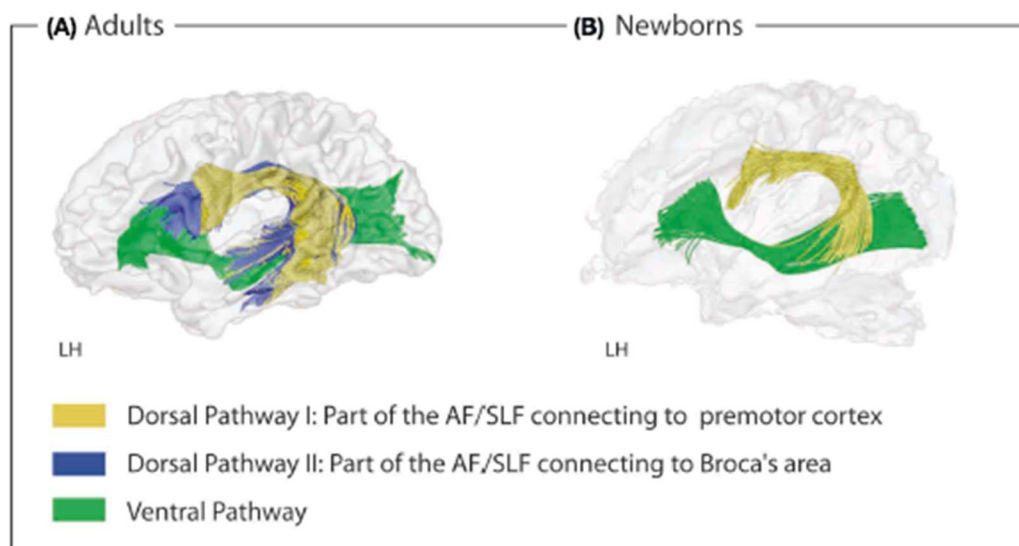 (A) Adults
(B) Newborns
LH
LH
Dorsal Pathway I: Part of the AF/SLF connecting to premotor cortex
Dorsal Pathway II: Part of the AF/SLF connecting to Broca's area
Ventral Pathway